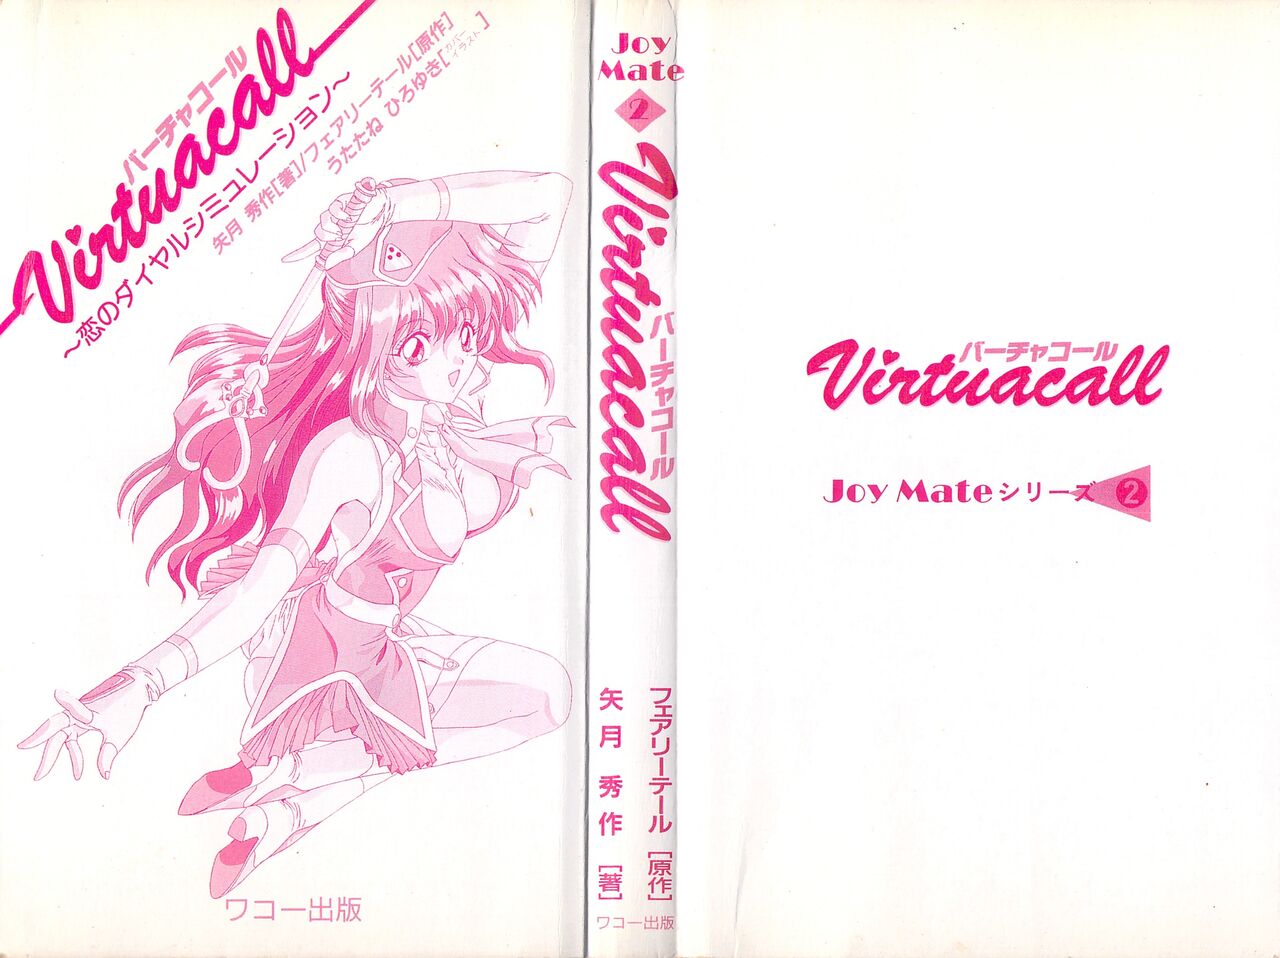 バーチャコール
Virtuacall
～恋のダイヤルシミュレーション～
矢月 秀作[著]/フェアリーテール[原作]
うたたね ひろゆき[カバーイラスト]
ワコー出版
Joy
Mate
2
Virtuacall
バーチャコール
フェアリーテール[原作]
矢月秀作[著]
ワコー出版
バーチャコール
Virtuacall
Joy Mateシリーズ 2